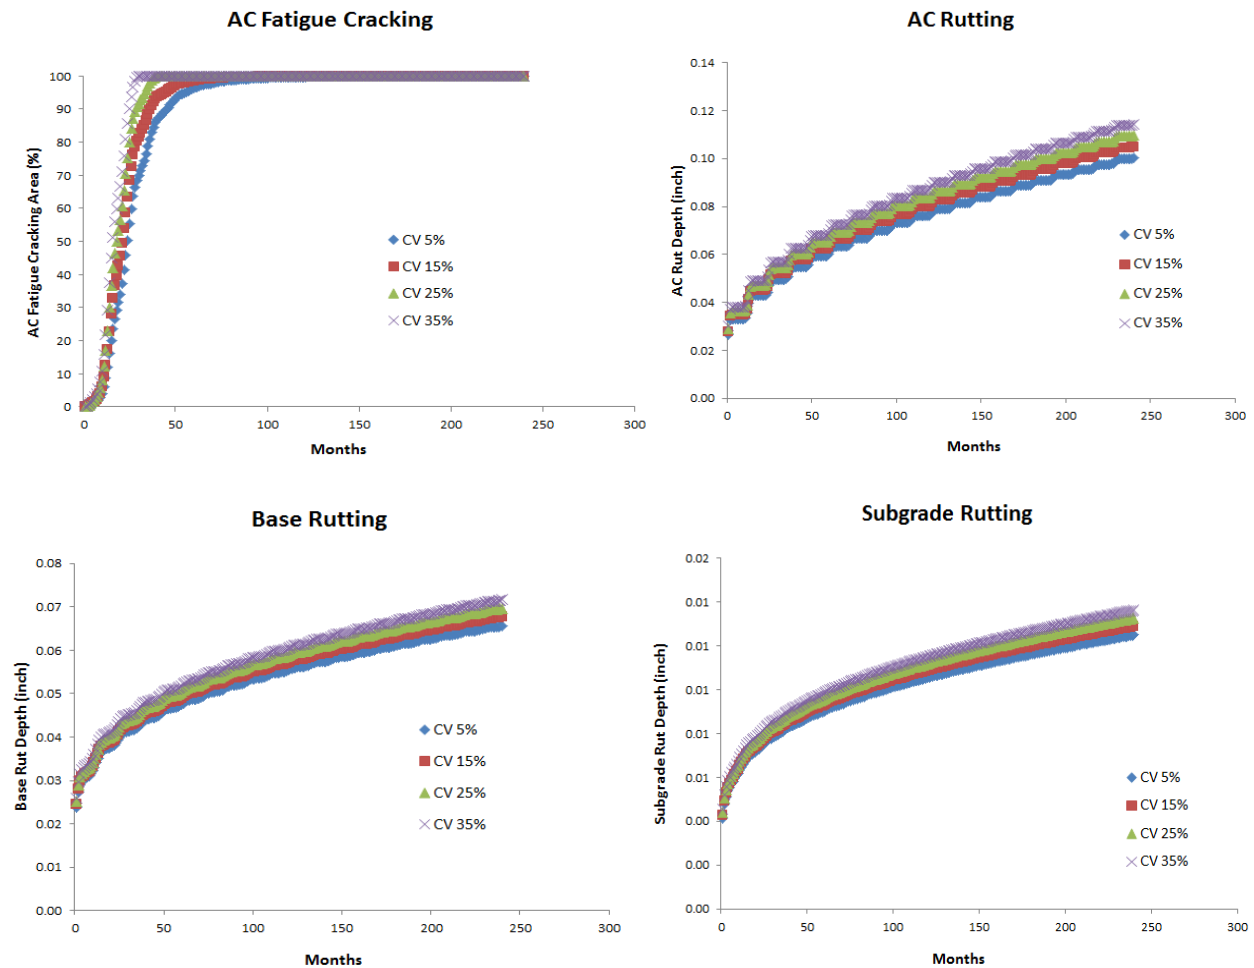 AC Fatigue Cracking
100
90
80
70
60
50
40
30
20
10
0
AC Fatigue Cracking Area (%)
CV 5%
CV 15%
CV 25%
CV 35%
0 50 100 150 200 250 300
Months
AC Rutting
0.14
0.12
0.10
0.08
0.06
0.04
0.02
0.00
AC Rut Depth (inch)
CV 5%
CV 15%
CV 25%
CV 35%
0 50 100 150 200 250 300
Months
Base Rutting
0.08
0.07
0.06
0.05
0.04
0.03
0.02
0.01
0.00
Base Rut Depth (inch)
CV 5%
CV 15%
CV 25%
CV 35%
0 50 100 150 200 250 300
Months
Subgrade Rutting
0.02
0.01
0.01
0.01
0.01
0.01
0.00
0.00
0.00
Subgrade Rut Depth (inch)
CV 5%
CV 15%
CV 25%
CV 35%
0 50 100 150 200 250 300
Months